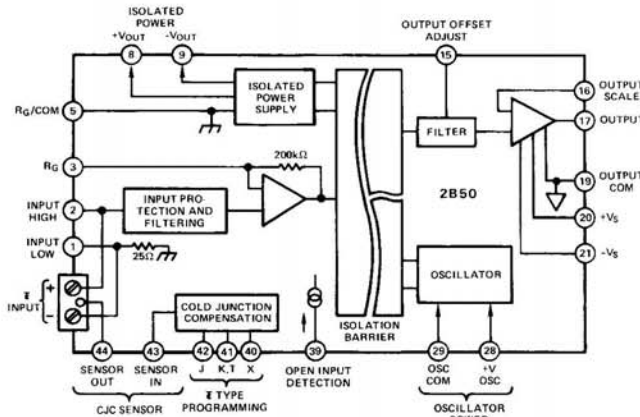 ISOLATED
POWER
+VOUT
-VOUT
8
9
OUTPUT OFFSET
ADJUST
15
RG/COM
5
ISOLATED
POWER
SUPPLY
16
OUTPUT
SCALE
17
OUTPUT
FILTER
200kΩ
RG
3
2B50
19
OUTPUT
COM
INPUT
HIGH
2
INPUT PRO-
TECTION AND
FILTERING
20
+VS
INPUT
LOW
1
25Ω
21
-VS
OSCILLATOR
INPUT
+
−
COLD JUNCTION
COMPENSATION
ISOLATION
BARRIER
44
43
42
41
40
39
29
28
SENSOR
OUT
SENSOR
IN
J
K,T
X
OPEN INPUT
DETECTION
OSC
COM
+V
OSC
CJC SENSOR
TYPE
PROGRAMMING
OSCILLATOR